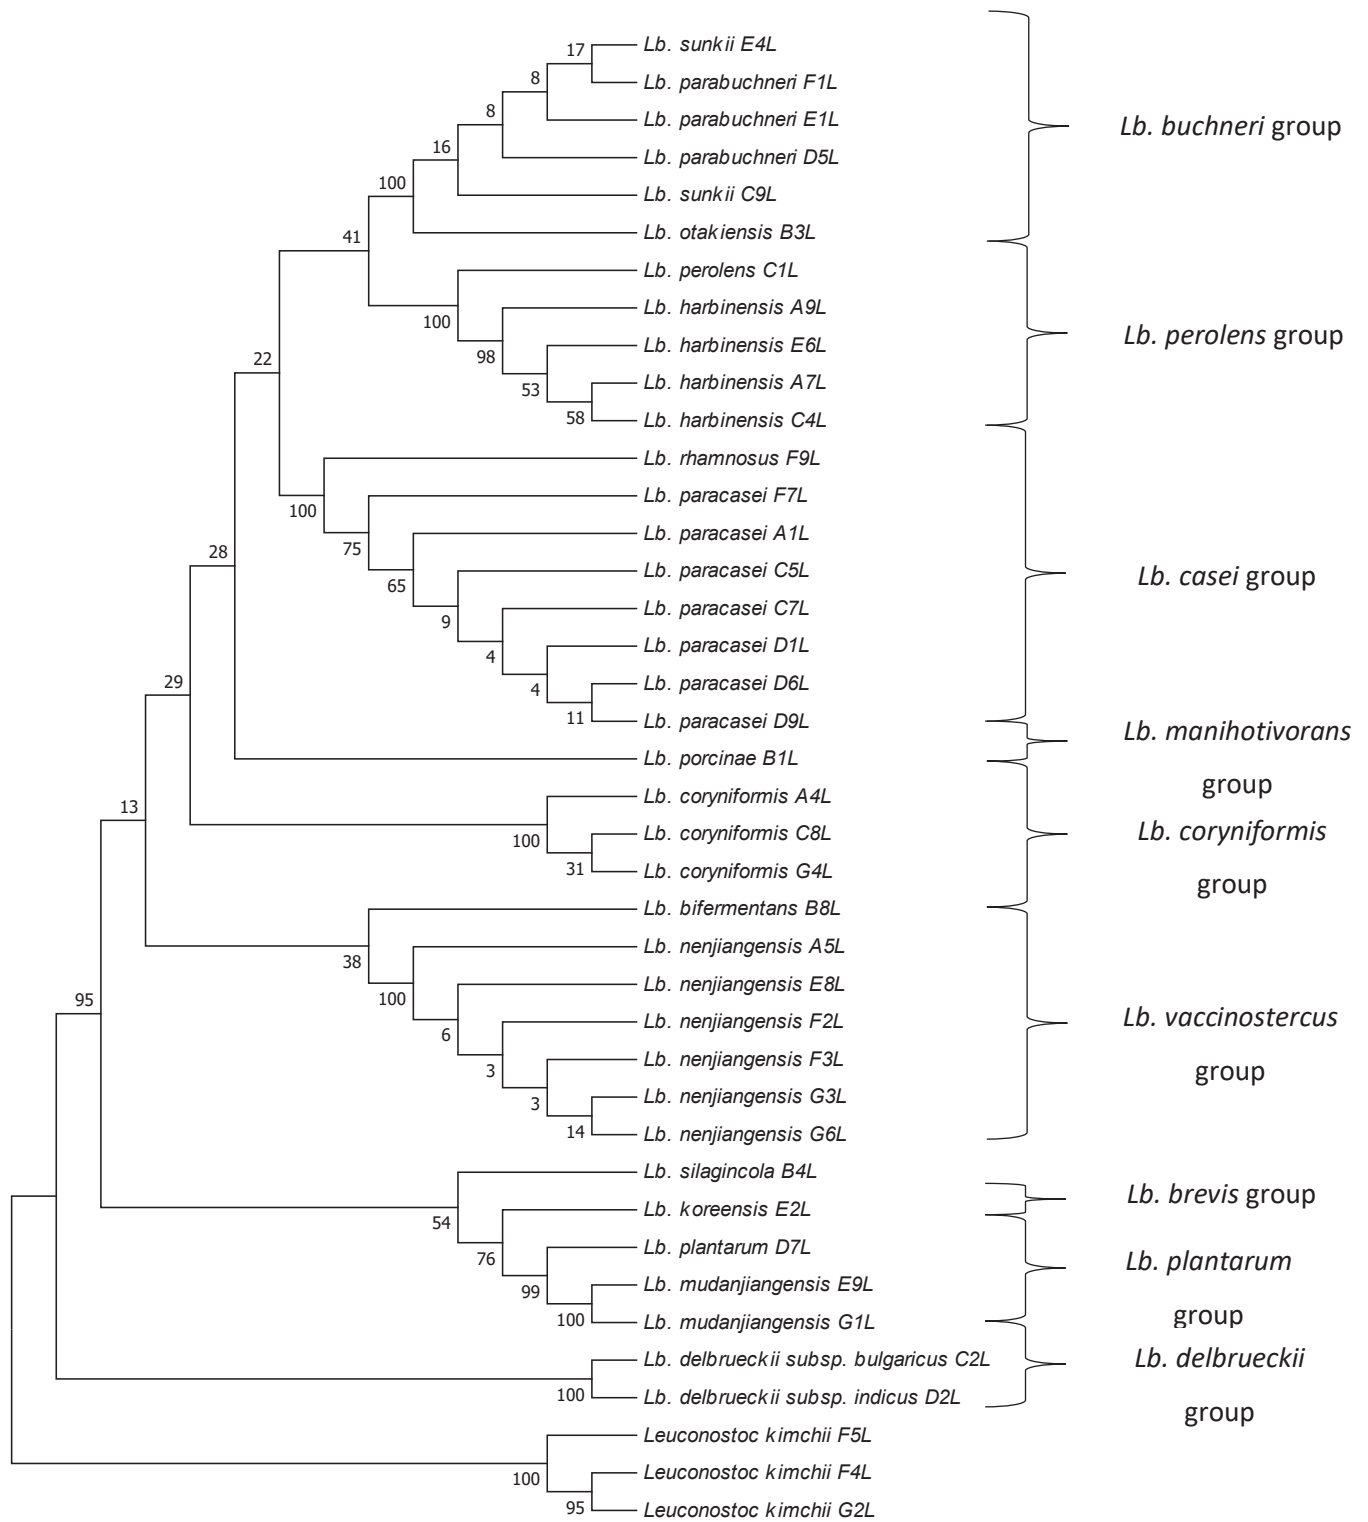 17
Lb. sunkii E4L
8
Lb. parabuchneri F1L
8
Lb. parabuchneri E1L
Lb. buchneri group
16
Lb. parabuchneri D5L
100
Lb. sunkii C9L
41
Lb. otakiensis B3L
Lb. perolens C1L
100
Lb. harbinensis A9L
Lb. perolens group
22
98
Lb. harbinensis E6L
53
Lb. harbinensis A7L
58
Lb. harbinensis C4L
Lb. rhamnosus F9L
100
Lb. paracasei F7L
75
Lb. paracasei A1L
28
65
Lb. paracasei C5L
Lb. casei group
9
Lb. paracasei C7L
4
Lb. paracasei D1L
29
4
Lb. paracasei D6L
11
Lb. paracasei D9L
Lb. manihotivorans
group
Lb. porcinae B1L
13
Lb. coryniformis A4L
100
Lb. coryniformis C8L
Lb. coryniformis
group
31
Lb. coryniformis G4L
Lb. bifermentans B8L
38
Lb. nenjiangensis A5L
95
100
Lb. nenjiangensis E8L
6
Lb. nenjiangensis F2L
Lb. vaccinostercus
group
3
Lb. nenjiangensis F3L
3
Lb. nenjiangensis G3L
14
Lb. nenjiangensis G6L
Lb. silagincola B4L
Lb. brevis group
54
Lb. koreensis E2L
76
Lb. plantarum D7L
Lb. plantarum
group
99
Lb. mudanjiangensis E9L
100
Lb. mudanjiangensis G1L
Lb. delbrueckii subsp. bulgaricus C2L
Lb. delbrueckii
group
100
Lb. delbrueckii subsp. indicus D2L
Leuconostoc kimchii F5L
100
Leuconostoc kimchii F4L
95
Leuconostoc kimchii G2L